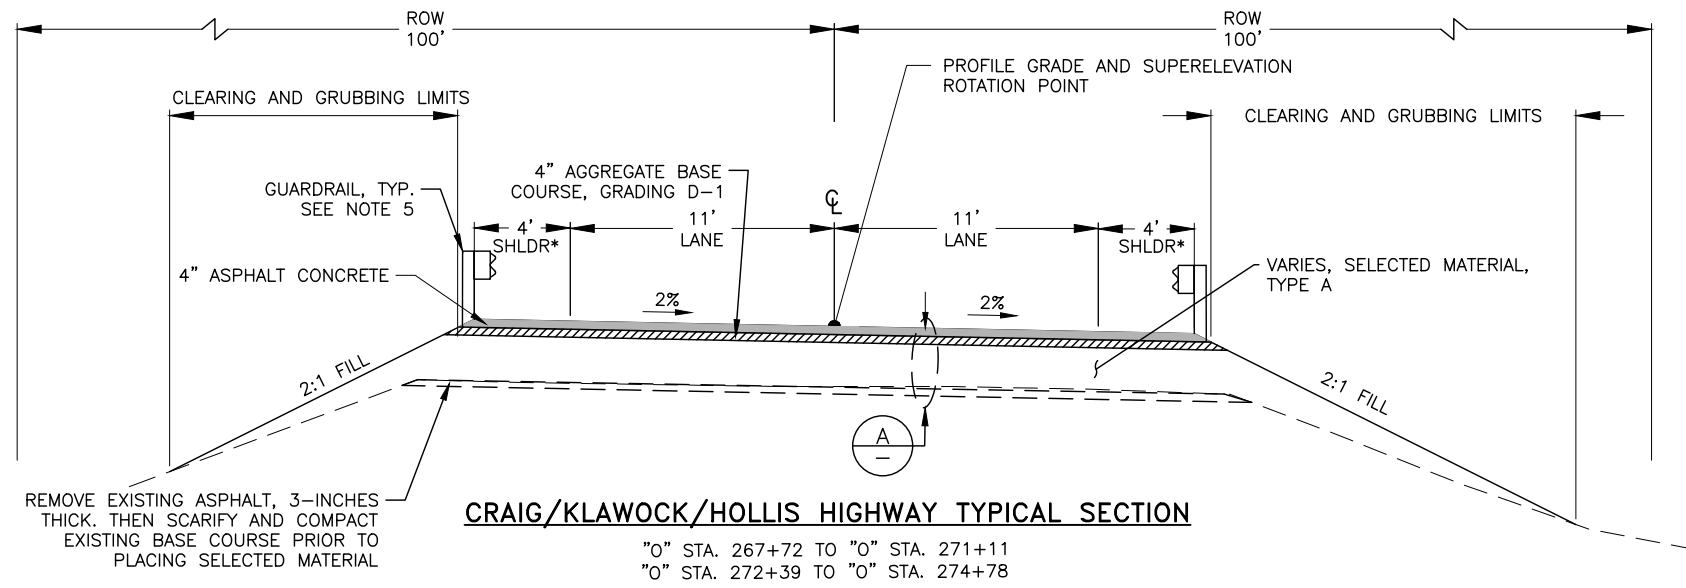 ROW
100'
ROW
100'
PROFILE GRADE AND SUPERELEVATION
ROTATION POINT
CLEARING AND GRUBBING LIMITS
CLEARING AND GRUBBING LIMITS
4" AGGREGATE BASE
COURSE, GRADING D-1
GUARDRAIL, TYP.
SEE NOTE 5
℄
4'
SHLDR*
11'
LANE
11'
LANE
4'
SHLDR*
4" ASPHALT CONCRETE
VARIES, SELECTED MATERIAL,
TYPE A
2%
2%
2:1 FILL
2:1 FILL
A
-
REMOVE EXISTING ASPHALT, 3-INCHES
THICK. THEN SCARIFY AND COMPACT
EXISTING BASE COURSE PRIOR TO
PLACING SELECTED MATERIAL
CRAIG/KLAWOCK/HOLLIS HIGHWAY TYPICAL SECTION
"O" STA. 267+72 TO "O" STA. 271+11
"O" STA. 272+39 TO "O" STA. 274+78